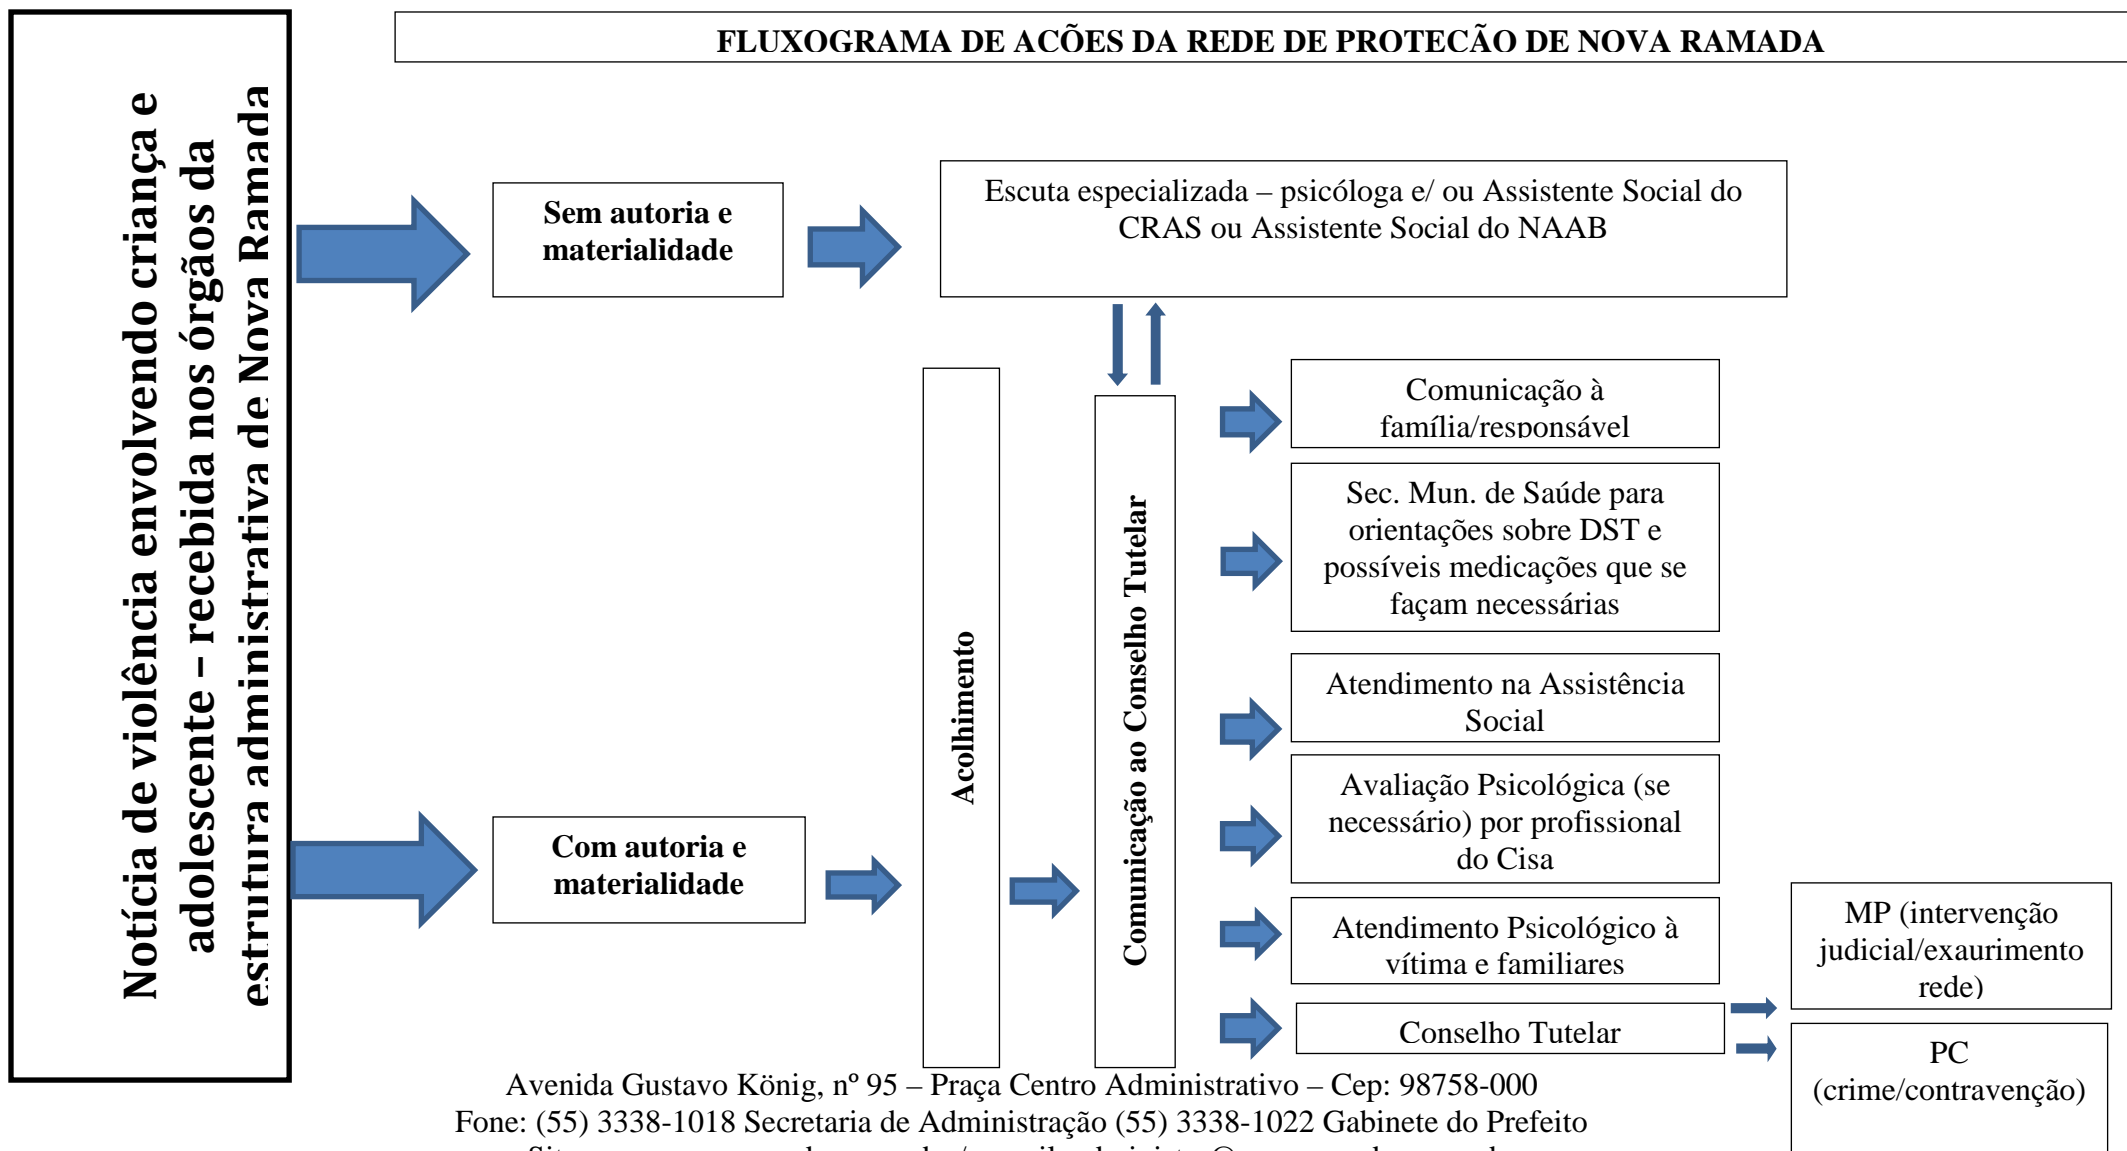 FLUXOGRAMA DE ACÕES DA REDE DE PROTECÃO DE NOVA RAMADA
Notícia de violência envolvendo criança e
adolescente – recebida nos órgãos da
estrutura administrativa de Nova Ramada
Sem autoria e
materialidade
Escuta especializada – psicóloga e/ ou Assistente Social do
CRAS ou Assistente Social do NAAB
Com autoria e
materialidade
Acolhimento
Comunicação ao Conselho Tutelar
Comunicação à
família/responsável
Sec. Mun. de Saúde para
orientações sobre DST e
possíveis medicações que se
façam necessárias
Atendimento na Assistência
Social
Avaliação Psicológica (se
necessário) por profissional
do Cisa
Atendimento Psicológico à
vítima e familiares
Conselho Tutelar
MP (intervenção
judicial/exaurimento
rede)
PC
(crime/contravenção)
Avenida Gustavo König, nº 95 – Praça Centro Administrativo – Cep: 98758-000
Fone: (55) 3338-1018 Secretaria de Administração (55) 3338-1022 Gabinete do Prefeito